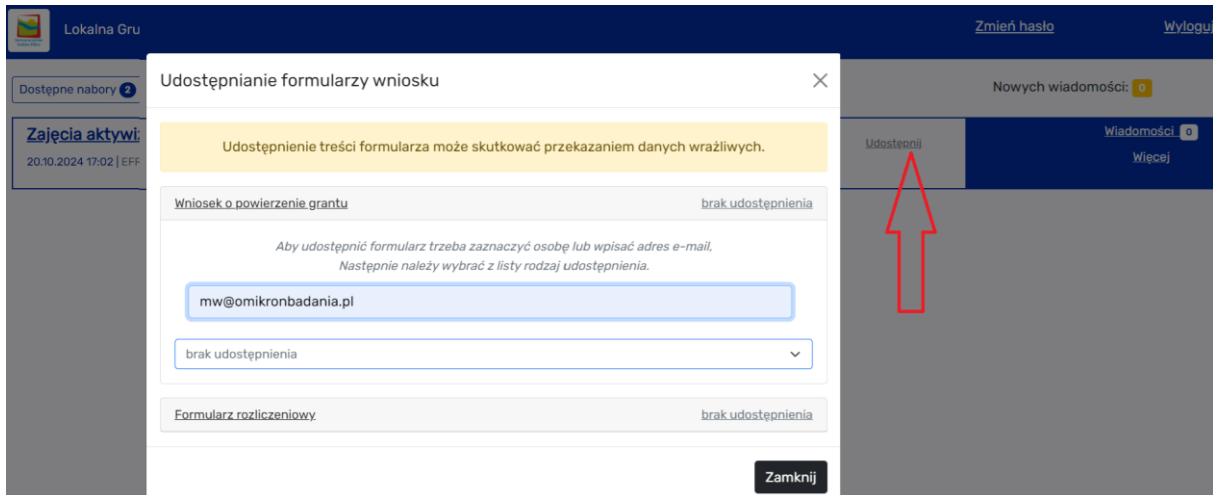 Lokalna Gru
Zmień hasło
Wyloguj
Dostępne nabory 2
Nowych wiadomości: 0
Zajęcia aktywi
20.10.2024 17:02 | EFR
Udostępnij
Wiadomości 0
Więcej
Udostępnianie formularzy wniosku
Udostępnienie treści formularza może skutkować przekazaniem danych wrażliwych.
Wniosek o powierzenie grantu brak udostępnienia
Aby udostępnić formularz trzeba zaznaczyć osobę lub wpisać adres e-mail,
Następnie należy wybrać z listy rodzaj udostępnienia.
mw@omikronbadania.pl
brak udostępnienia
Formularz rozliczeniowy brak udostępnienia
Zamknij